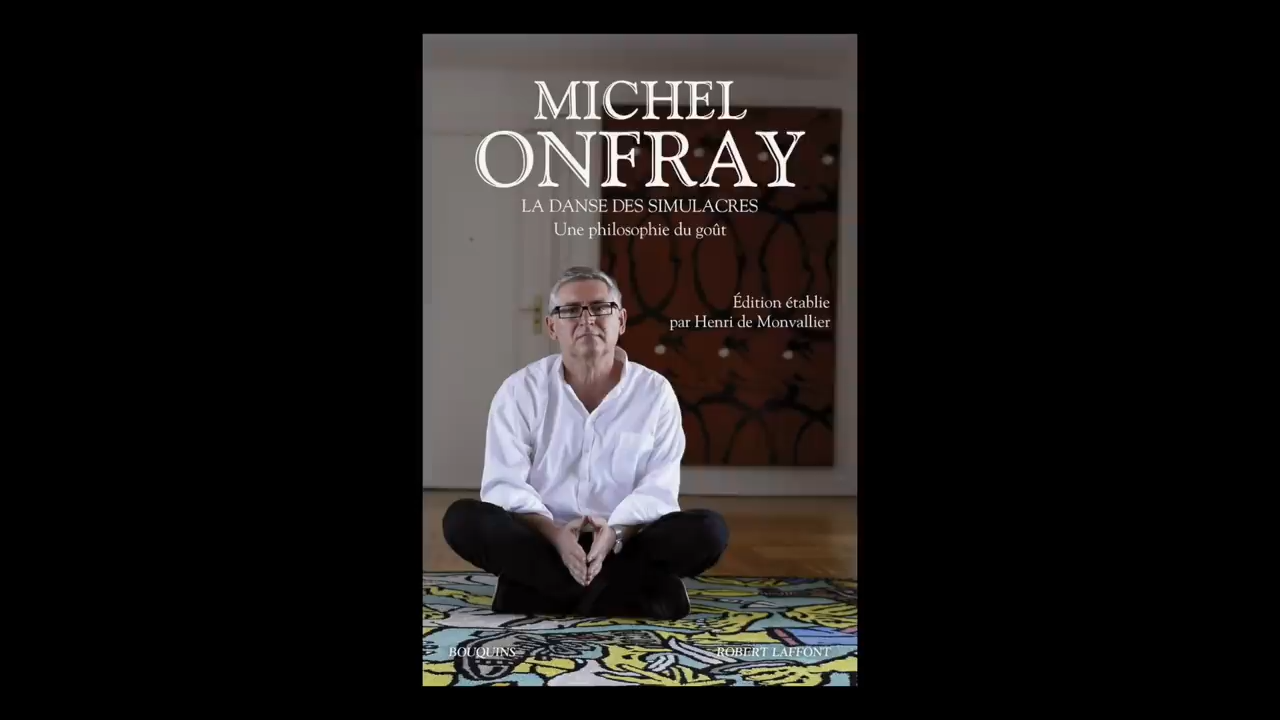 MICHEL
ONFRAY
LA DANSE DES SIMULACRES
Une philosophie du goût
Édition établie
par Henri de Monvallier
BOUQUINS
ROBERT LAFFONT